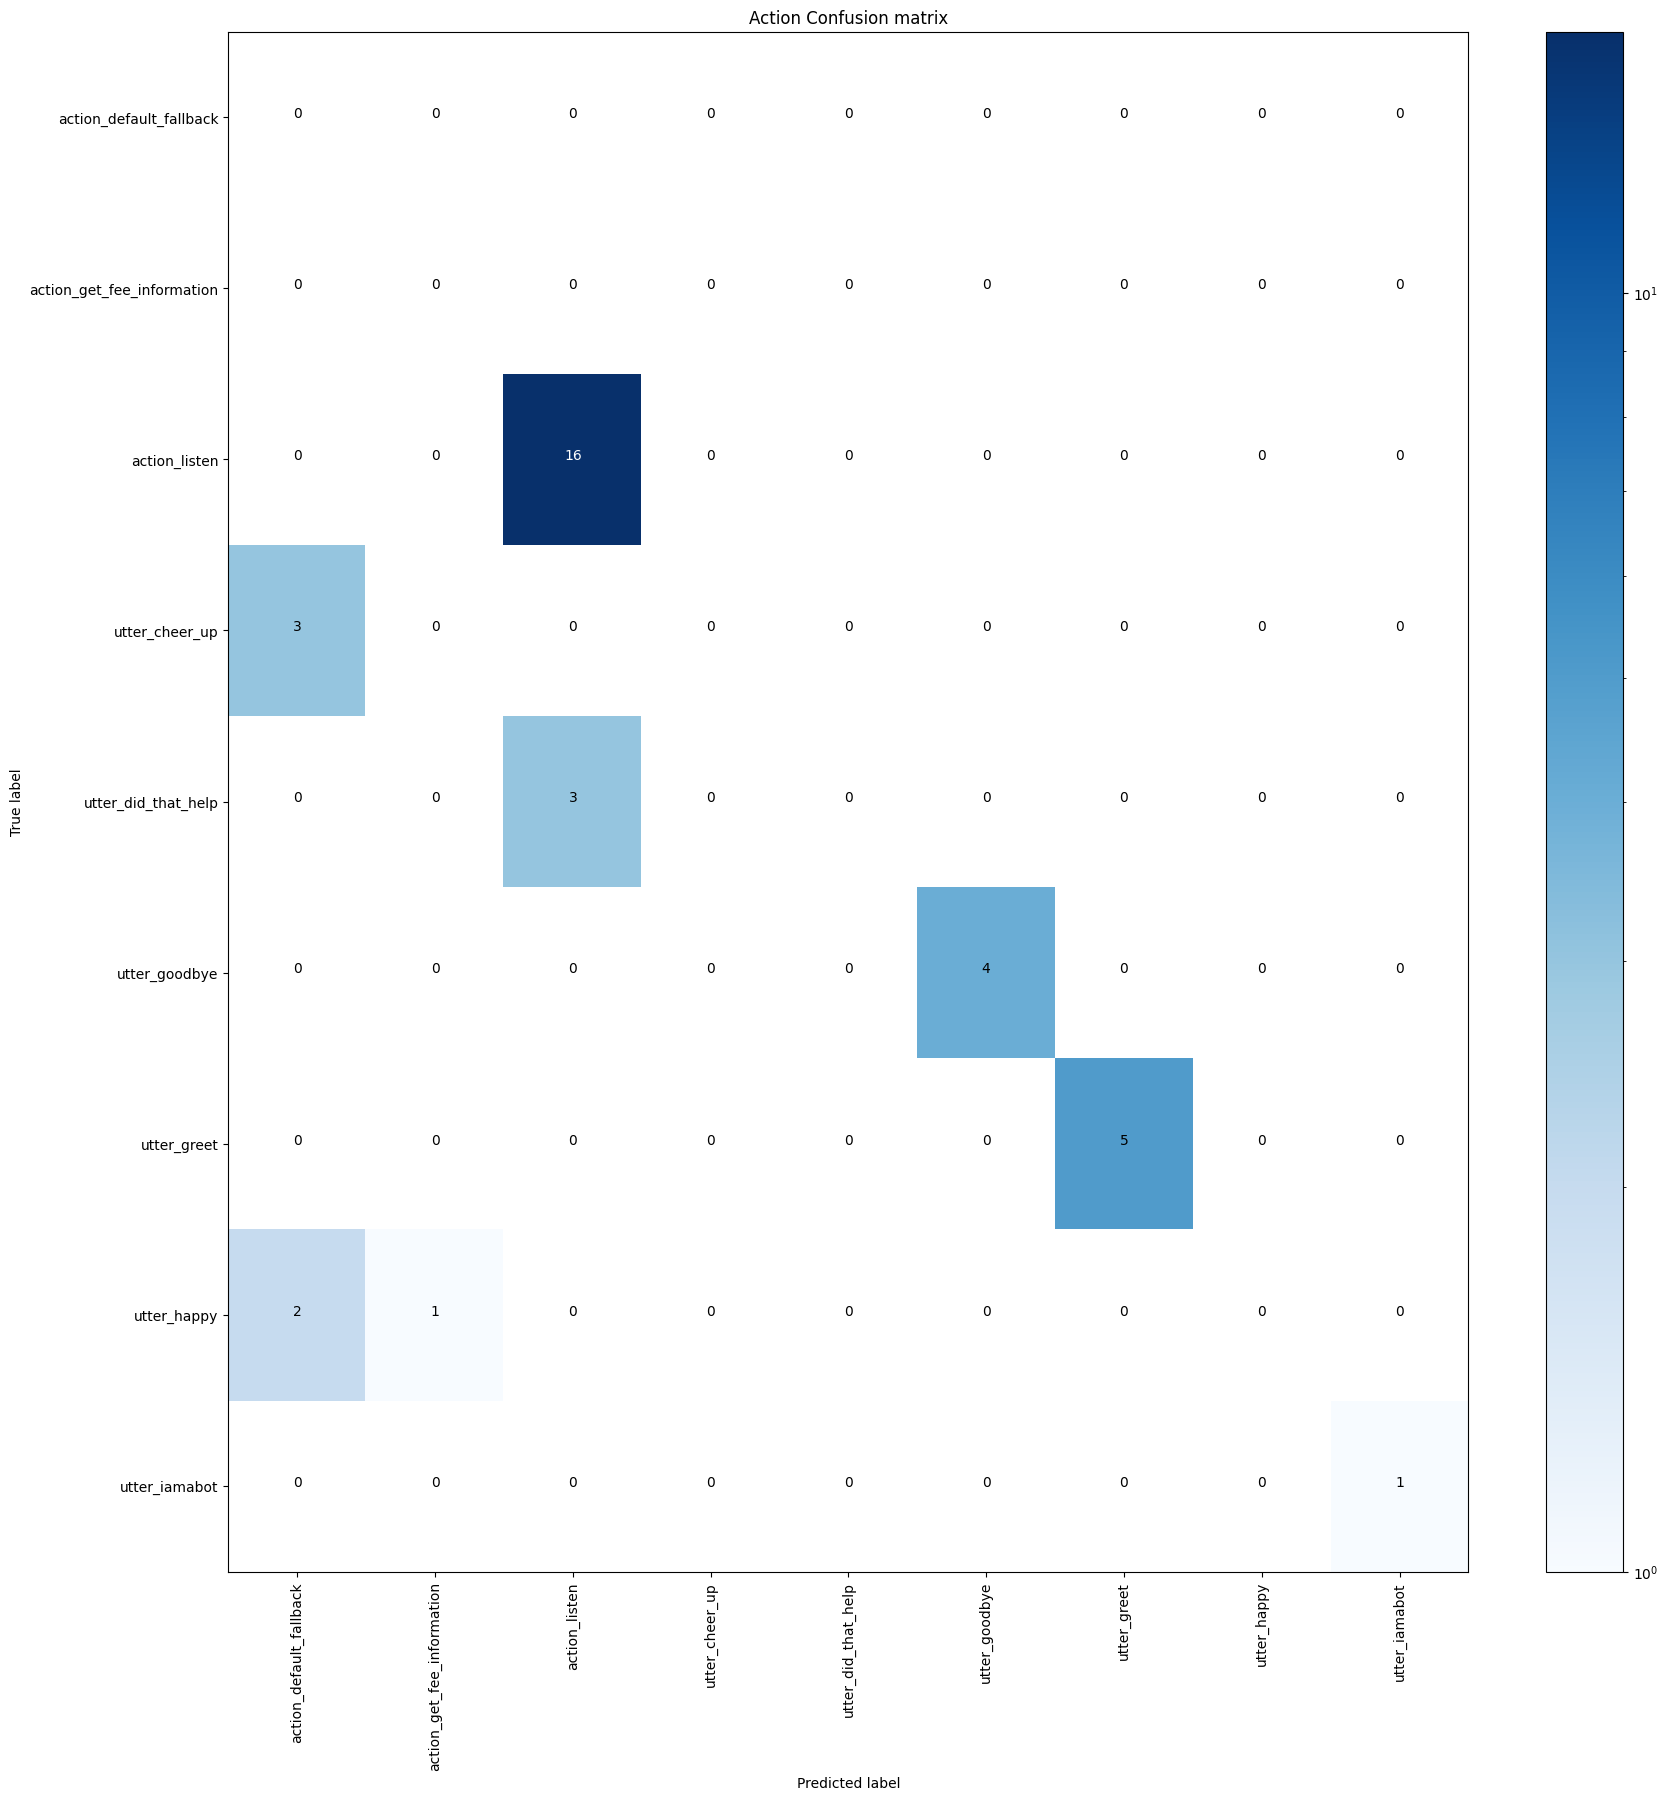 Action Confusion matrix
action_default_fallback 0 0 0 0 0 0 0 0 0
action_get_fee_information 0 0 0 0 0 0 0 0 0
10¹
action_listen 0 0 16 0 0 0 0 0 0
utter_cheer_up 3 0 0 0 0 0 0 0 0
True label
utter_did_that_help 0 0 3 0 0 0 0 0 0
utter_goodbye 0 0 0 0 0 4 0 0 0
utter_greet 0 0 0 0 0 0 5 0 0
utter_happy 2 1 0 0 0 0 0 0 0
utter_iamabot 0 0 0 0 0 0 0 0 1
10⁰
action_default_fallback
action_get_fee_information
action_listen
utter_cheer_up
utter_did_that_help
utter_goodbye
utter_greet
utter_happy
utter_iamabot
Predicted label